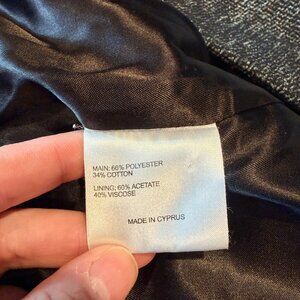 MAIN: 66% POLYESTER
34% COTTON
LINING: 60% ACETATE
40% VISCOSE
MADE IN CYPRUS